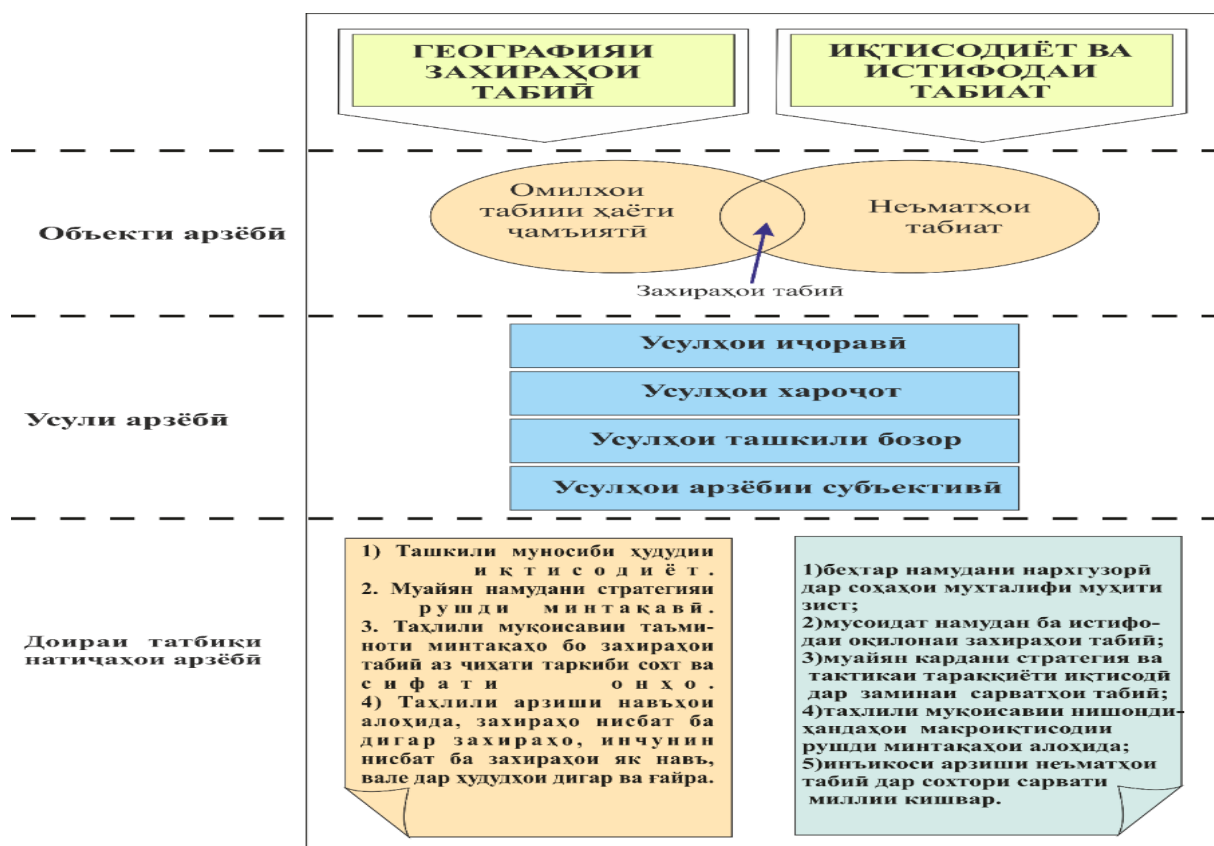 ГЕОГРАФИЯИ
ЗАХИРАҲОИ
ТАБИӢ
ИҚТИСОДИЁТ ВА
ИСТИФОДАИ
ТАБИАТ
Объекти арзёбӣ
Омилҳои
табиии ҳаёти
ҷамъиятӣ
Неъматҳои
табиат
Захираҳои табиӣ
Усули арзёбӣ
Усулҳои иҷоравӣ
Усулҳои хароҷот
Усулҳои ташкили бозор
Усулҳои арзёбии субъективӣ
Доираи татбиқи
натиҷаҳои арзёбӣ
1) Ташкили муносиби ҳудудии
иқтисодиёт.
2. Муайян намудани стратегияи
рушди минтақавӣ.
3. Таҳлили муқоисавии таъми-
ноти минтақаҳо бо захираҳои
табиӣ аз ҷиҳати таркиби сохт ва
сифати онҳо.
4) Таҳлили арзиши навъҳои
алоҳида, захираҳо нисбат ба
дигар захираҳо, инчунин
нисбат ба захираҳои як навъ,
вале дар ҳудудҳои дигар ва ғайра.
1)беҳтар намудани нархгузорӣ
дар соҳаҳои мухталифи муҳити
зист;
2)мусоидат намудан ба истифо-
даи оқилонаи захираҳои табиӣ;
3)муайян кардани стратегия ва
тактикаи тараққиёти иқтисодӣ
дар заминаи сарватҳои табиӣ;
4)таҳлили муқоисавии нишонди-
ҳандаҳои макроиқтисодии
рушди минтақаҳои алоҳида;
5)инъикоси арзиши неъматҳои
табиӣ дар сохтори сарвати
миллии кишвар.